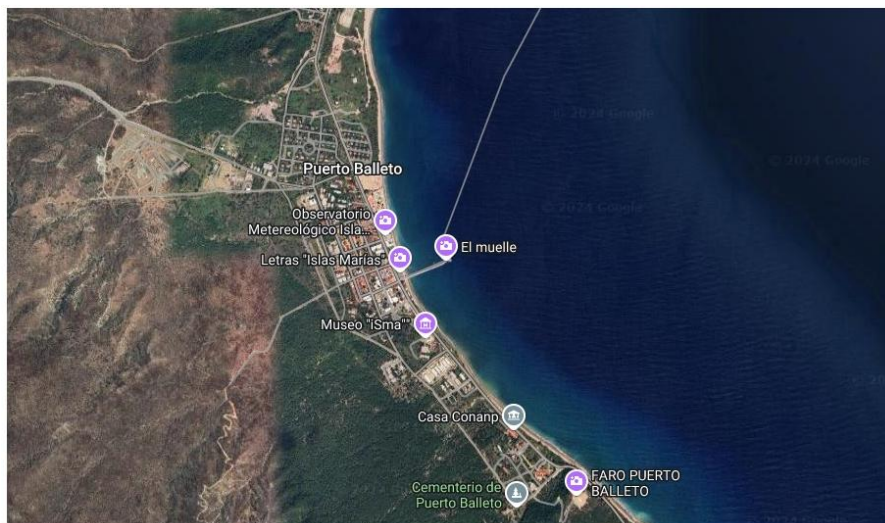 © 2024 Google
© 2024 Google
Puerto Balleto
© 2024 Google
Observatorio
Metereológico Isla...
El muelle
Letras "Islas Marías"
Museo "iSma""
Casa Conanp
FARO PUERTO
BALLETO
Cementerio de
Puerto Balleto